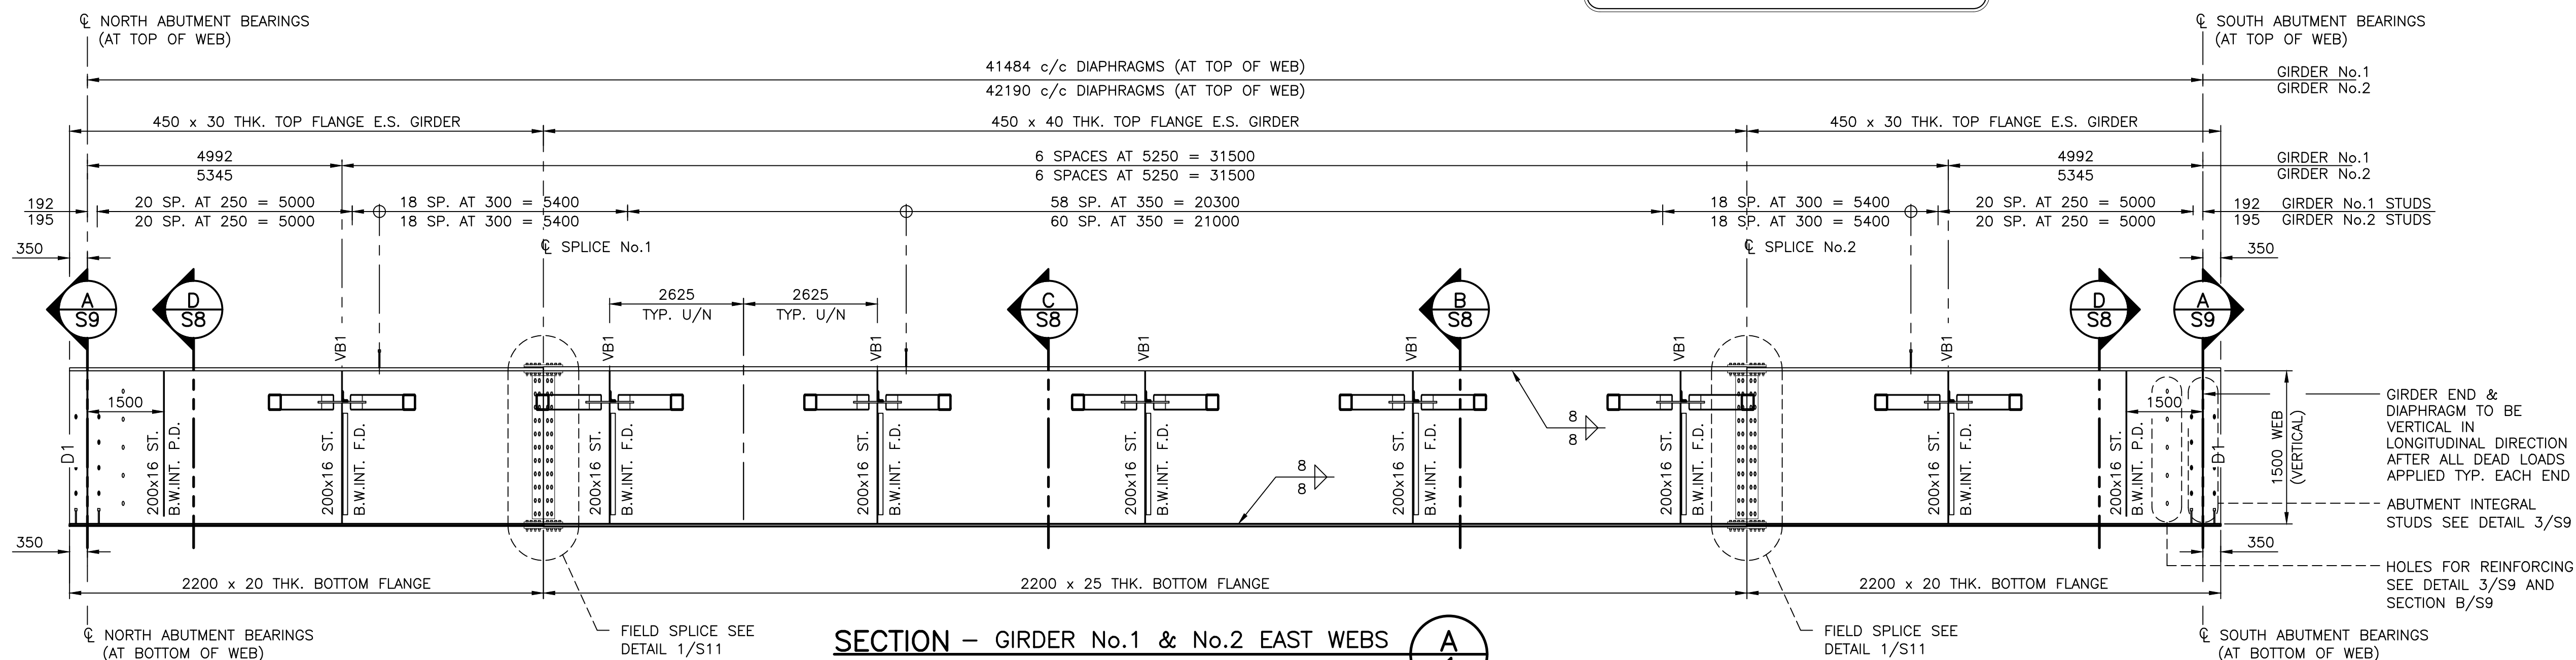 ℄ NORTH ABUTMENT BEARINGS
(AT TOP OF WEB)
℄ SOUTH ABUTMENT BEARINGS
(AT TOP OF WEB)
41484 c/c DIAPHRAGMS (AT TOP OF WEB)
GIRDER No.1
42190 c/c DIAPHRAGMS (AT TOP OF WEB)
GIRDER No.2
450 x 30 THK. TOP FLANGE E.S. GIRDER
450 x 40 THK. TOP FLANGE E.S. GIRDER
450 x 30 THK. TOP FLANGE E.S. GIRDER
4992
6 SPACES AT 5250 = 31500
4992
GIRDER No.1
5345
6 SPACES AT 5250 = 31500
5345
GIRDER No.2
192
20 SP. AT 250 = 5000
18 SP. AT 300 = 5400
58 SP. AT 350 = 20300
18 SP. AT 300 = 5400
20 SP. AT 250 = 5000
192
GIRDER No.1 STUDS
195
20 SP. AT 250 = 5000
18 SP. AT 300 = 5400
60 SP. AT 350 = 21000
18 SP. AT 300 = 5400
20 SP. AT 250 = 5000
195
GIRDER No.2 STUDS
350
℄ SPLICE No.1
℄ SPLICE No.2
350
A
S9
D
S8
2625
TYP. U/N
2625
TYP. U/N
C
S8
B
S8
D
S8
A
S9
VB1
VB1
VB1
VB1
VB1
VB1
VB1
1500
1500
D1
200x16 ST.
B.W.INT. P.D.
200x16 ST.
B.W.INT. F.D.
200x16 ST.
B.W.INT. F.D.
200x16 ST.
B.W.INT. F.D.
200x16 ST.
B.W.INT. F.D.
200x16 ST.
B.W.INT. F.D.
200x16 ST.
B.W.INT. F.D.
200x16 ST.
B.W.INT. F.D.
200x16 ST.
B.W.INT. P.D.
D1
8
8
8
8
1500 WEB
(VERTICAL)
GIRDER END &
DIAPHRAGM TO BE
VERTICAL IN
LONGITUDINAL DIRECTION
AFTER ALL DEAD LOADS
APPLIED TYP. EACH END
ABUTMENT INTEGRAL
STUDS SEE DETAIL 3/S9
350
350
HOLES FOR REINFORCING
SEE DETAIL 3/S9 AND
SECTION B/S9
2200 x 20 THK. BOTTOM FLANGE
2200 x 25 THK. BOTTOM FLANGE
2200 x 20 THK. BOTTOM FLANGE
℄ NORTH ABUTMENT BEARINGS
(AT BOTTOM OF WEB)
FIELD SPLICE SEE
DETAIL 1/S11
SECTION – GIRDER No.1 & No.2 EAST WEBS
A
FIELD SPLICE SEE
DETAIL 1/S11
℄ SOUTH ABUTMENT BEARINGS
(AT BOTTOM OF WEB)